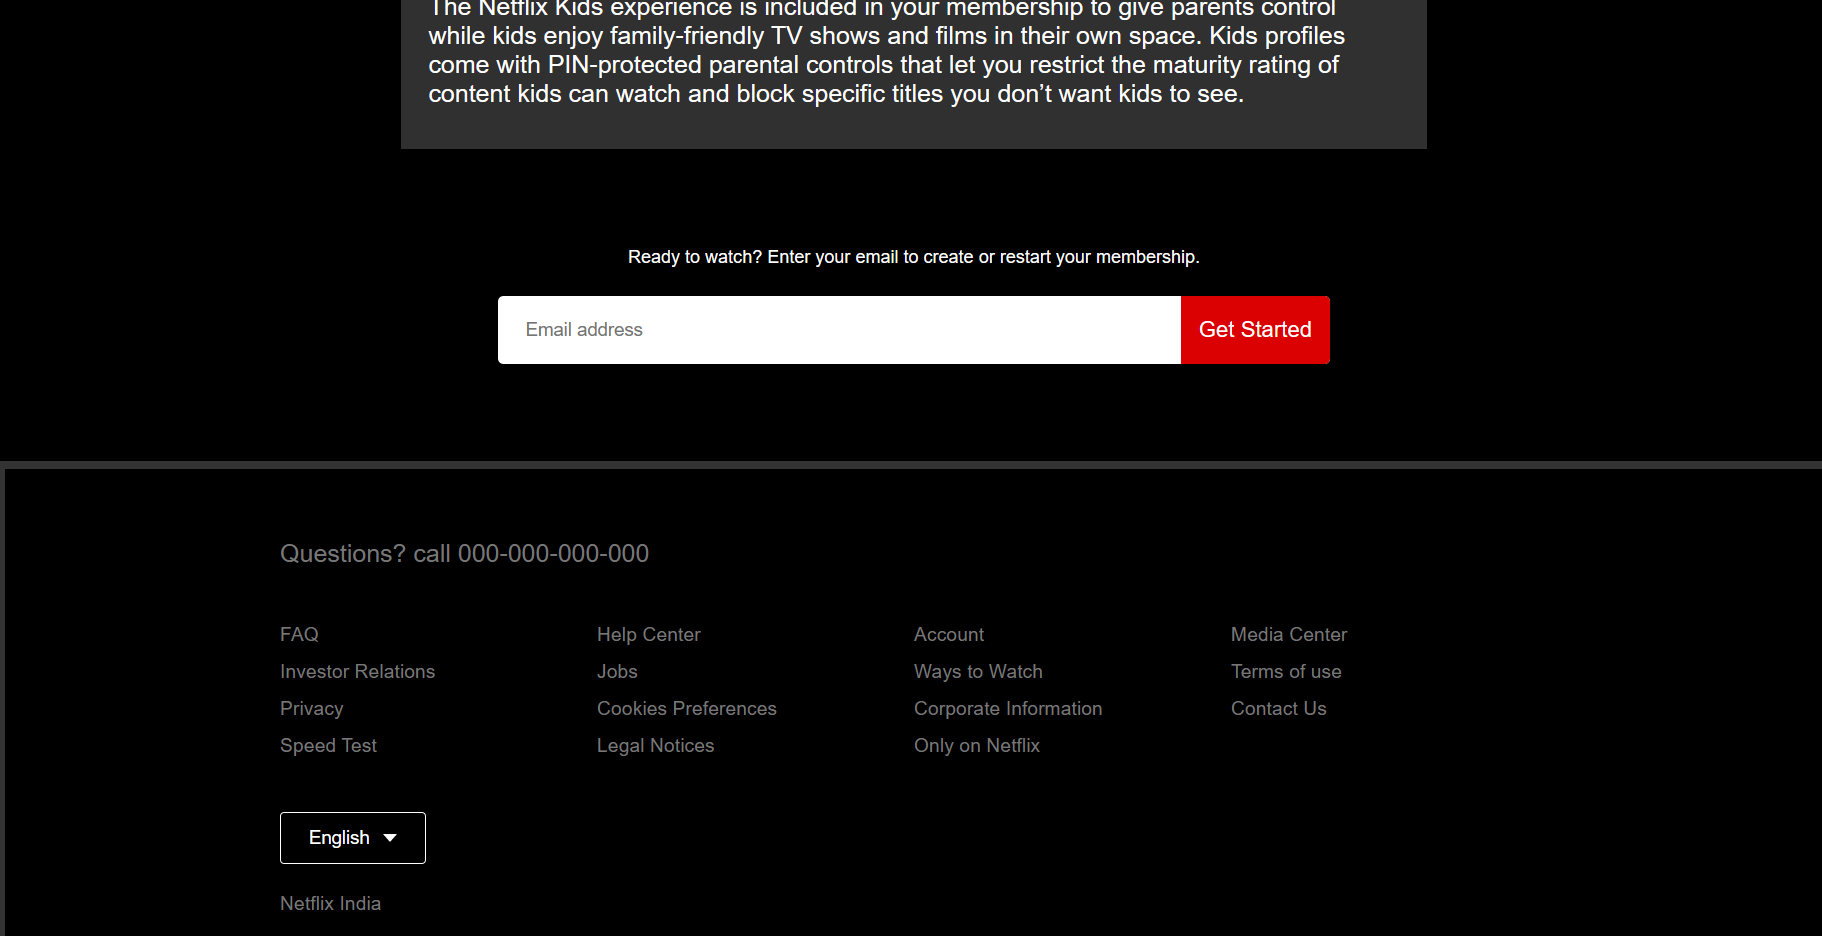 The Netflix Kids experience is included in your membership to give parents control
while kids enjoy family-friendly TV shows and films in their own space. Kids profiles
come with PIN-protected parental controls that let you restrict the maturity rating of
content kids can watch and block specific titles you don’t want kids to see.
Ready to watch? Enter your email to create or restart your membership.
Email address
Get Started
Questions? call 000-000-000-000
FAQ
Help Center
Account
Media Center
Investor Relations
Jobs
Ways to Watch
Terms of use
Privacy
Cookies Preferences
Corporate Information
Contact Us
Speed Test
Legal Notices
Only on Netflix
English
Netflix India